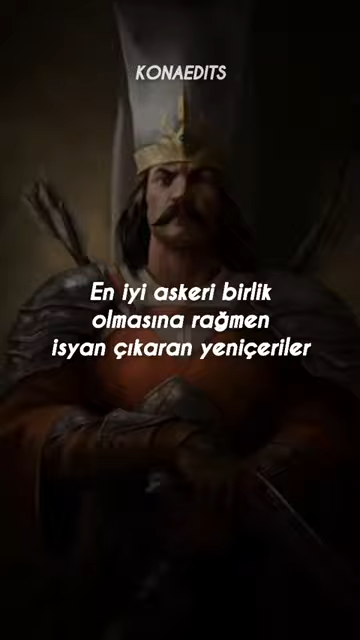 KONAEDITS
En iyi askeri birlik
olmasına rağmen
isyan çıkaran yeniçeriler